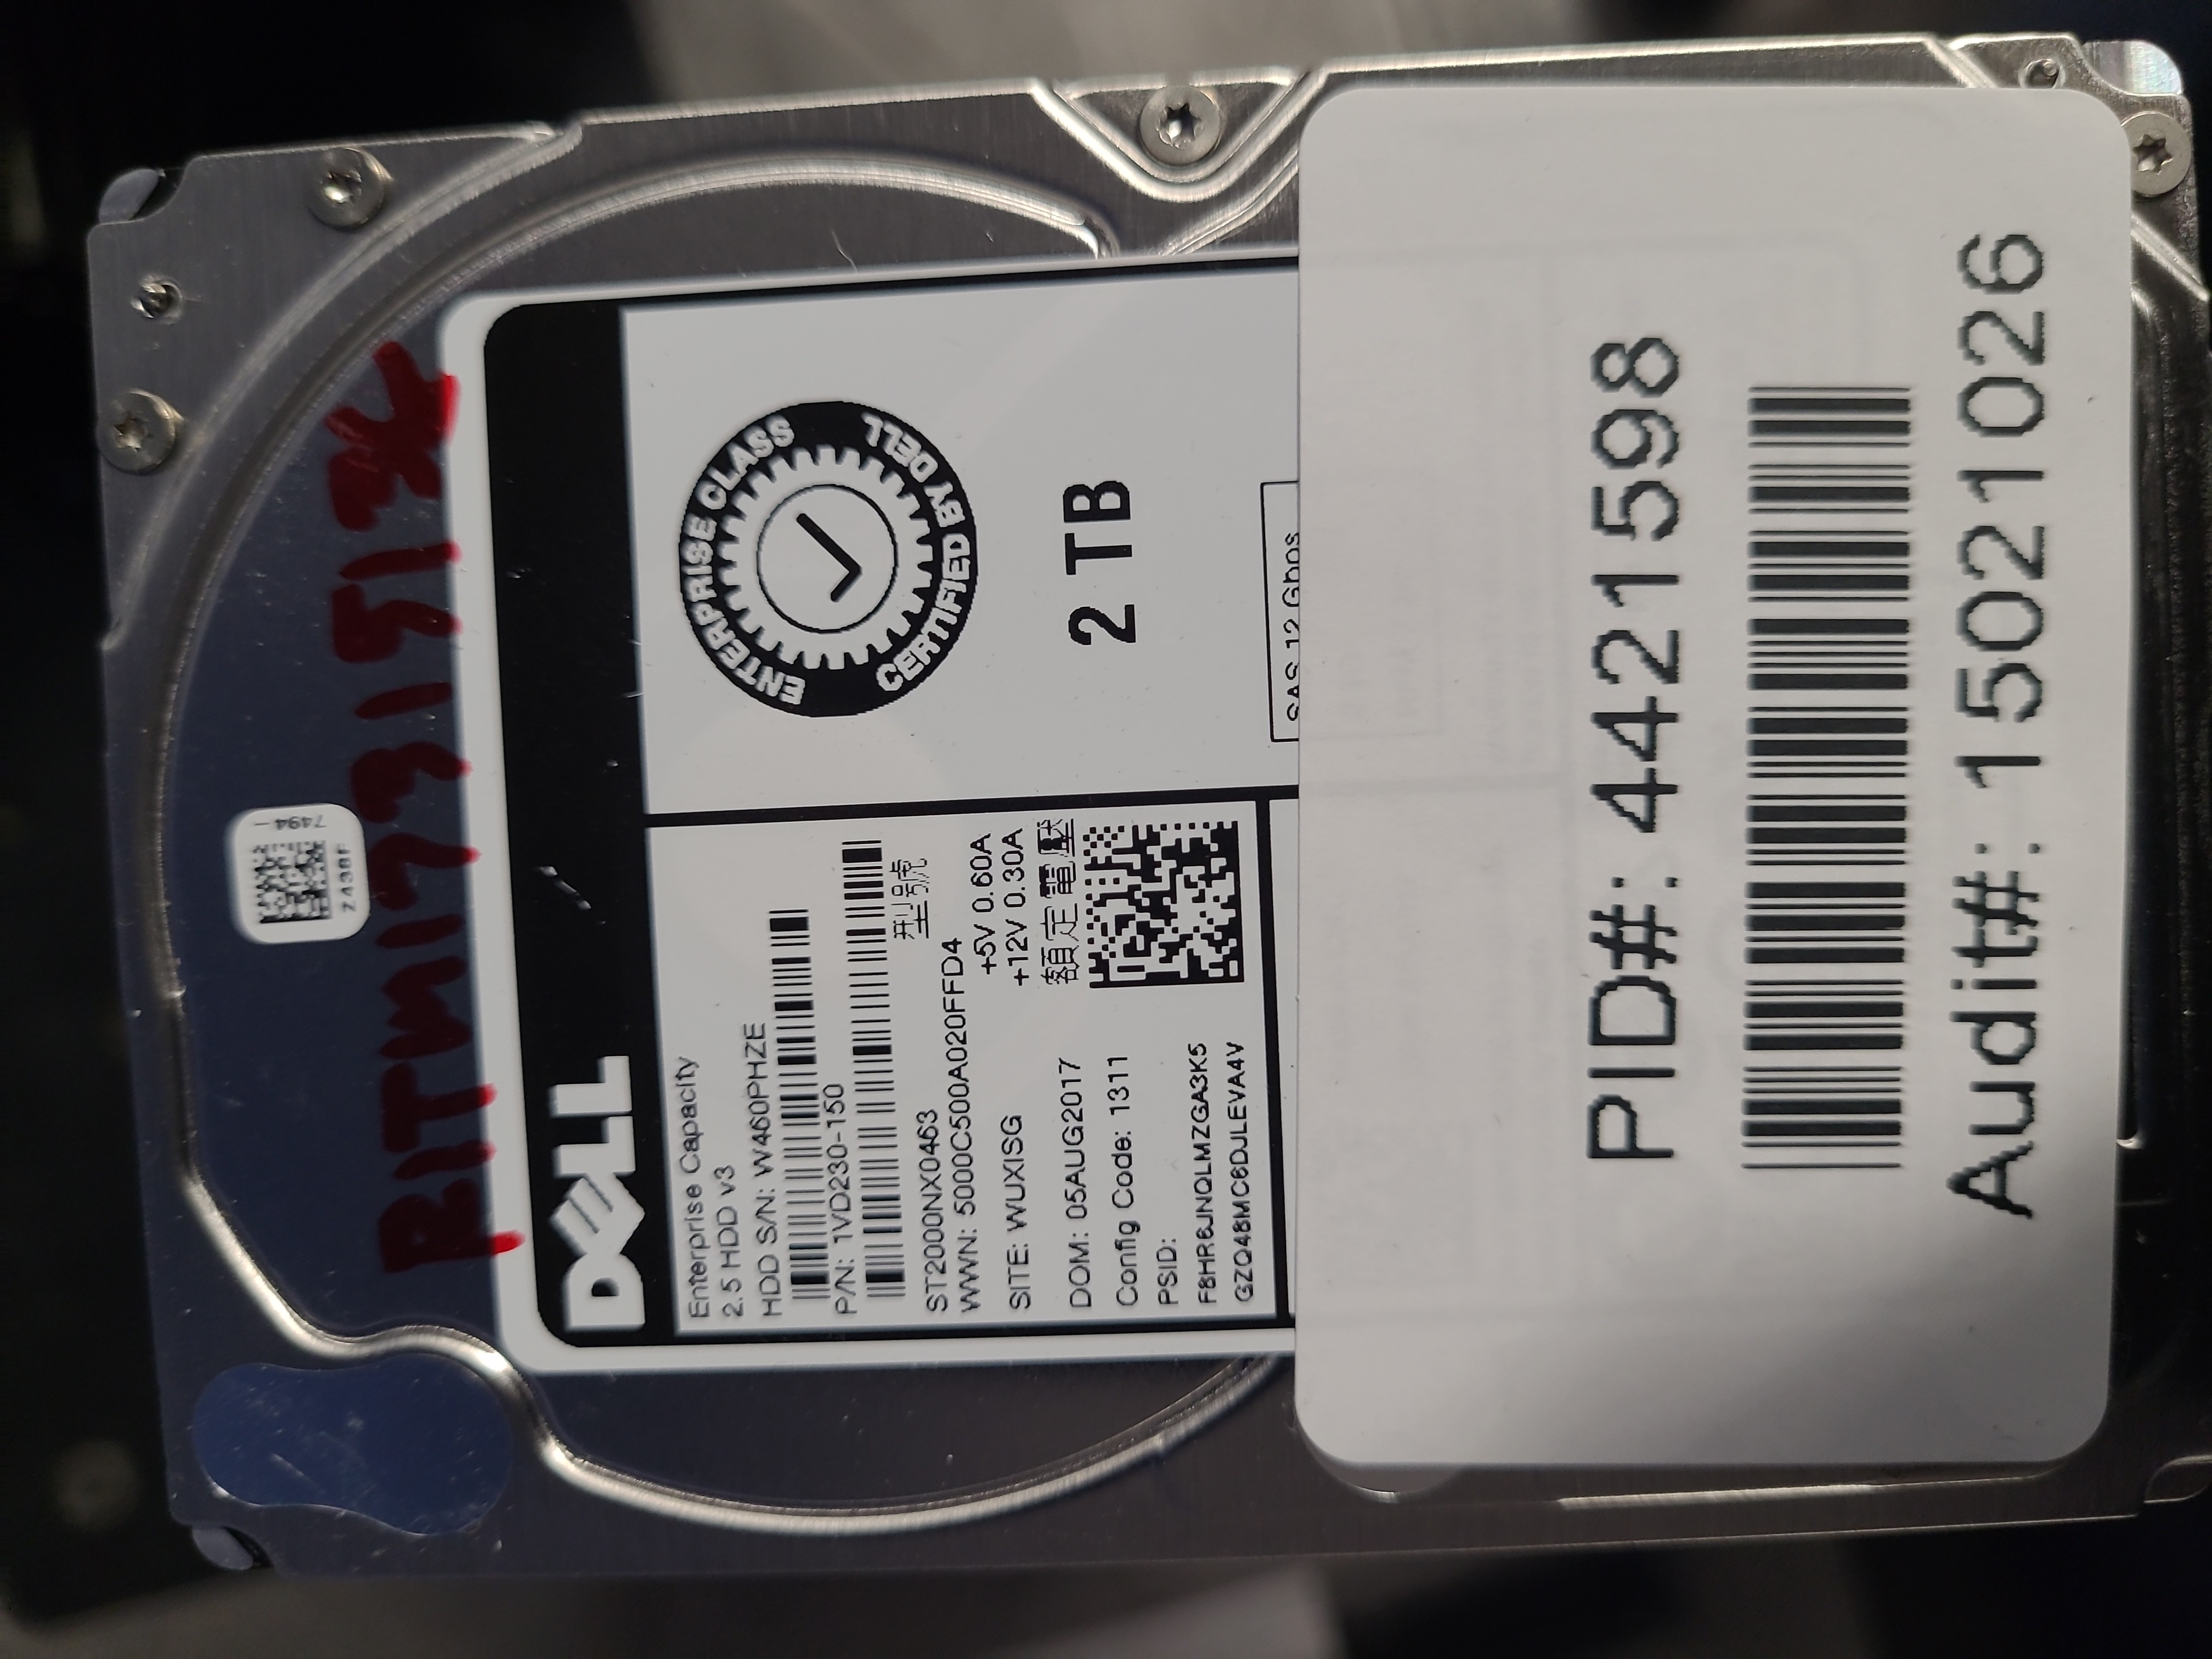 7494-
Z438F
DELL
Enterprise Capacity
2.5 HDD v3
HDD S/N: W460PHZE
P/N: 1VD230-150
型號
ST2000NX0463
WWN: 5000C500A020FFD4
+5V 0.60A
SITE: WUXISG
+12V 0.30A
額定電壓
DOM: 05AUG2017
Config Code: 1311
PSID:
F8HR6JNQLMZGA3K5
GZQ48MC6DJLEVA4V
ENTERPRISE CLASS
CERTIFIED BY DELL
2 TB
SAS 12 Gbps
PID#: 4421598
Audit#: 15021026